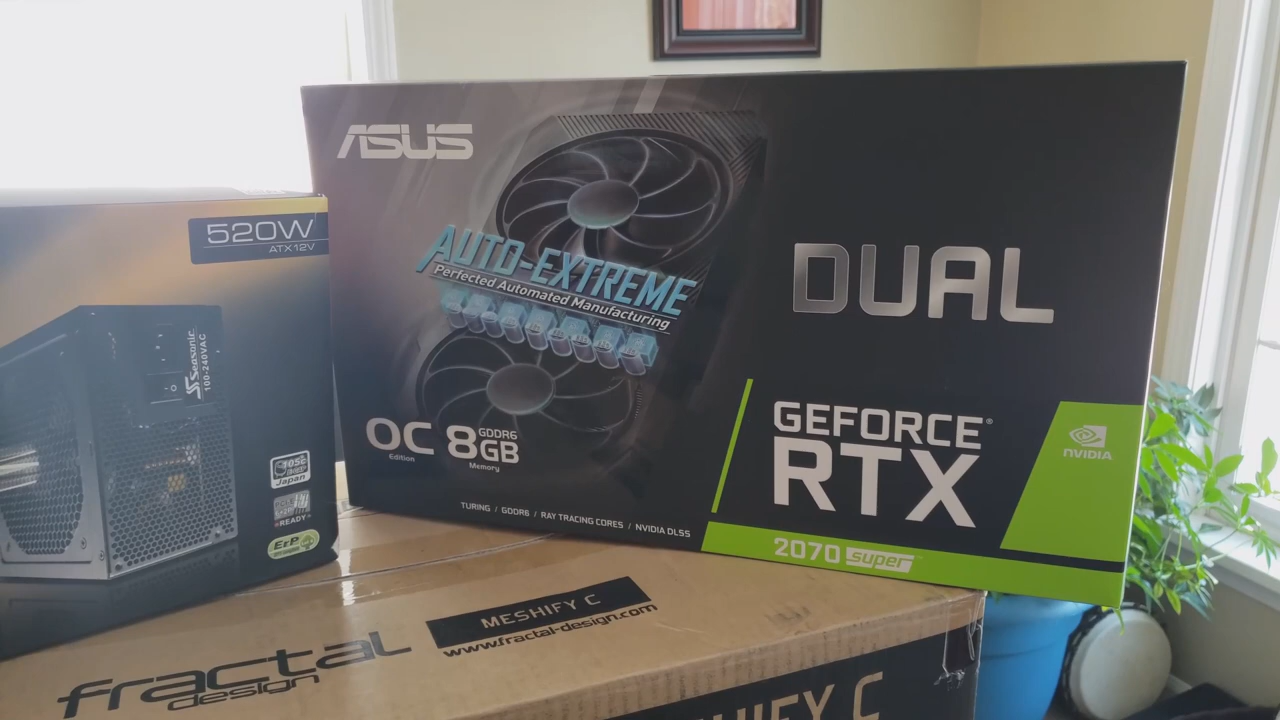 ASUS
AUTO-EXTREME
Perfected Automated Manufacturing
OC
Edition
8GB
GDDR6
Memory
TURING / GDDR6 / RAY TRACING CORES / NVIDIA DLSS
DUAL
GEFORCE®
RTX
NVIDIA
2070 super
520W
ATX12V
Seasonic
100-240VAC
105C
Japan
READY
ErP
fractal
design
MESHIFY C
www.fractal-design.com
MESHIFY C